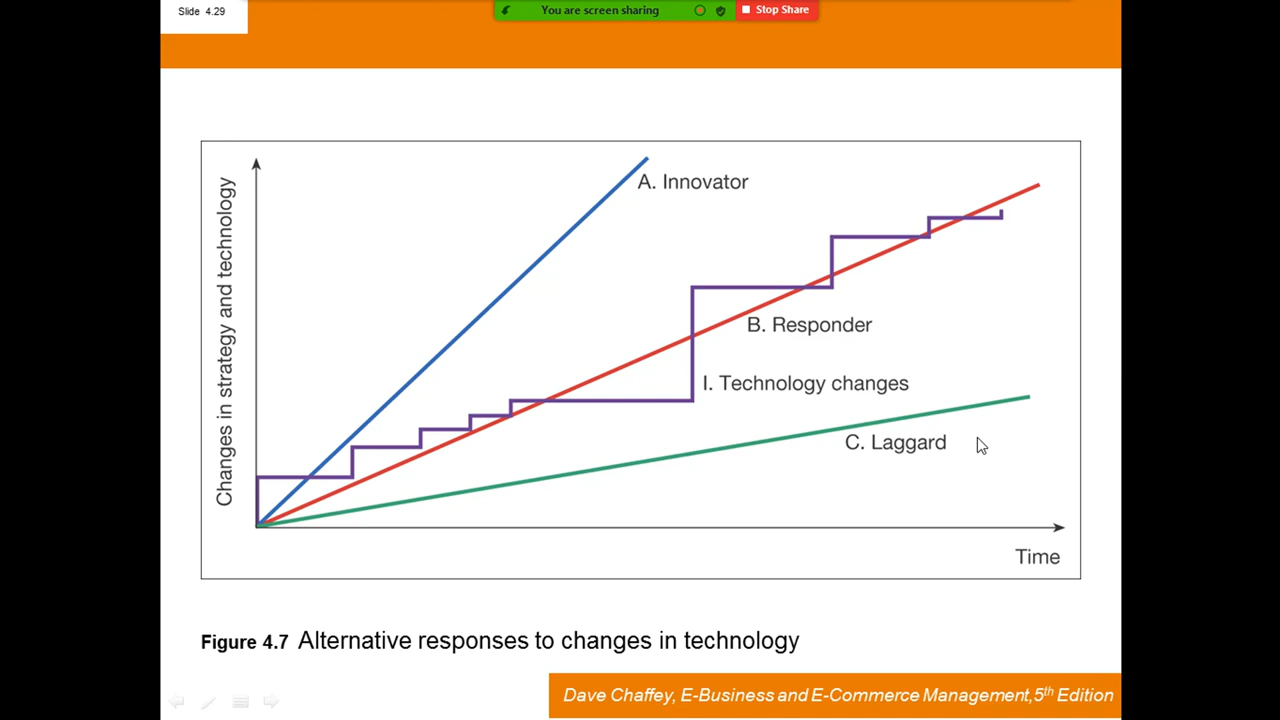 Slide 4.29
You are screen sharing
Stop Share
Changes in strategy and technology
A. Innovator
B. Responder
I. Technology changes
C. Laggard
Time
Figure 4.7 Alternative responses to changes in technology
Dave Chaffey, E-Business and E-Commerce Management,5th Edition